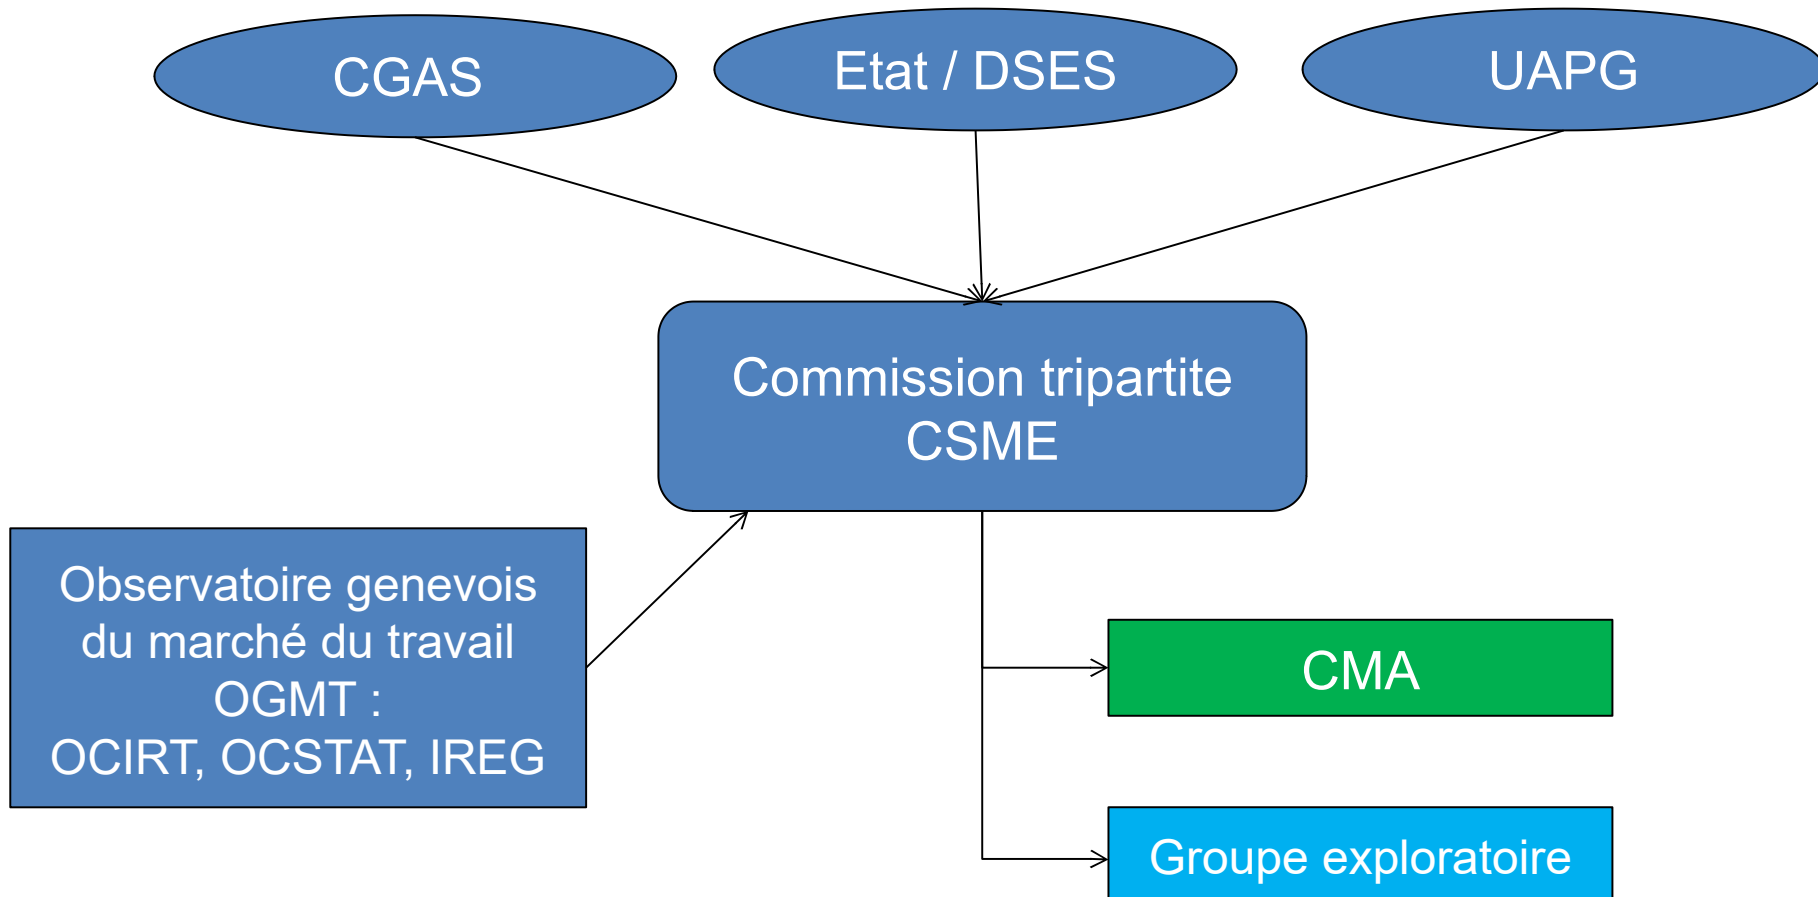 CGAS
Etat / DSES
UAPG
Commission tripartite
CSME
Observatoire genevois
du marché du travail
OGMT :
OCIRT, OCSTAT, IREG
CMA
Groupe exploratoire